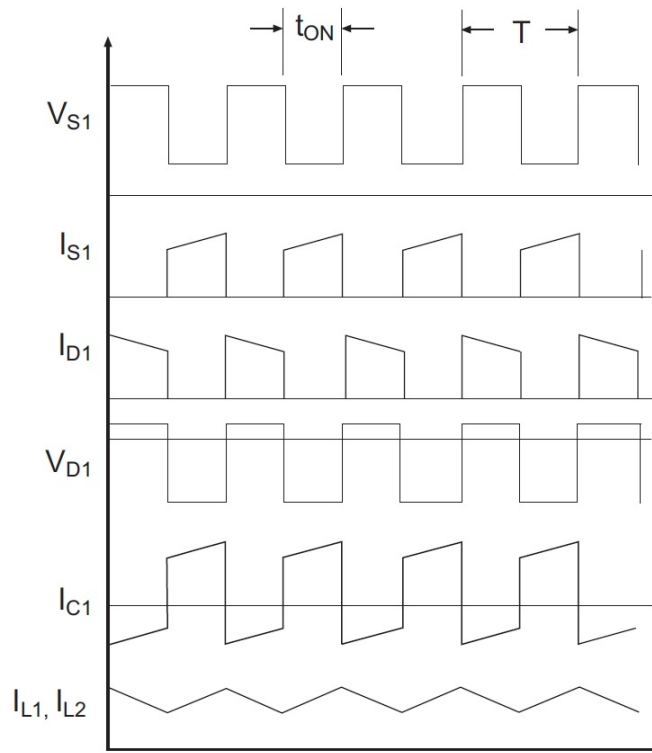 tON
T
VS1
IS1
ID1
VD1
IC1
IL1, IL2